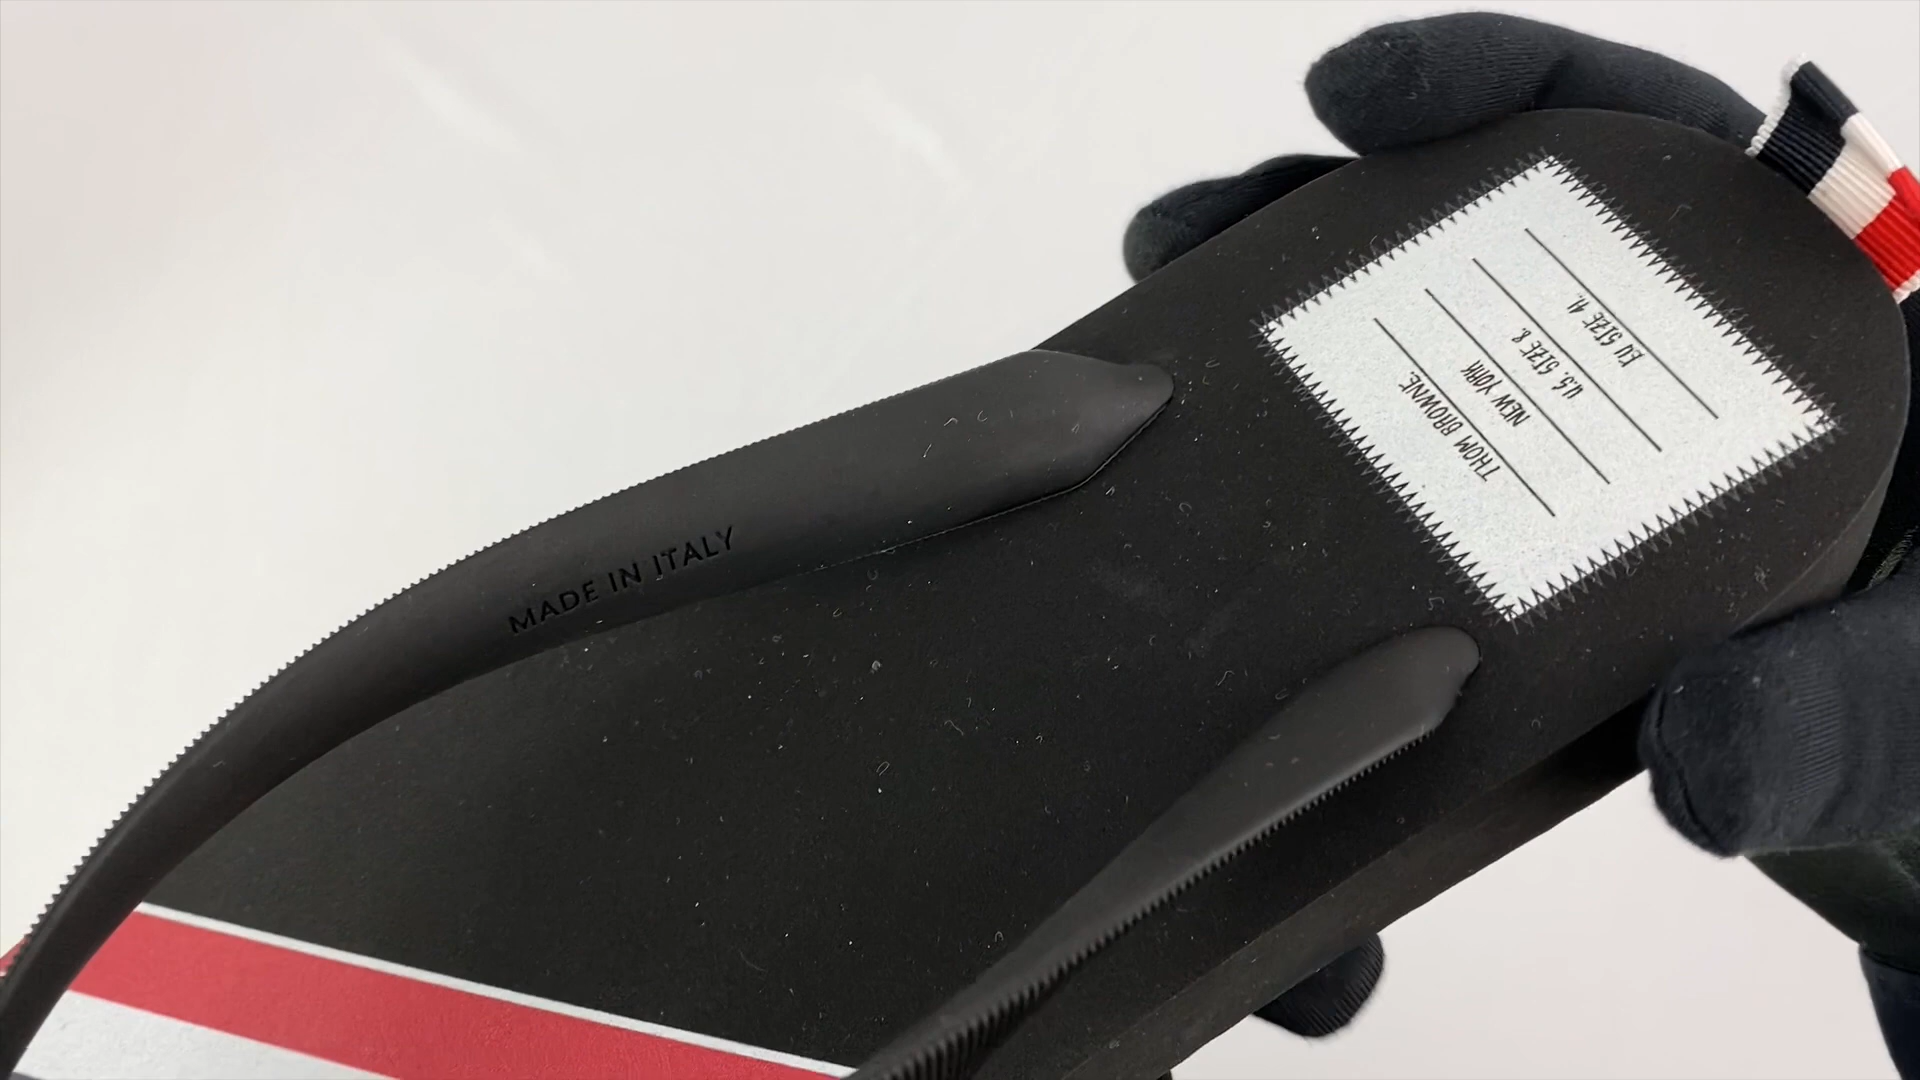 MADE IN ITALY
THOM BROWNE.
NEW YORK
U.S. SIZE 8.
EU SIZE 41.